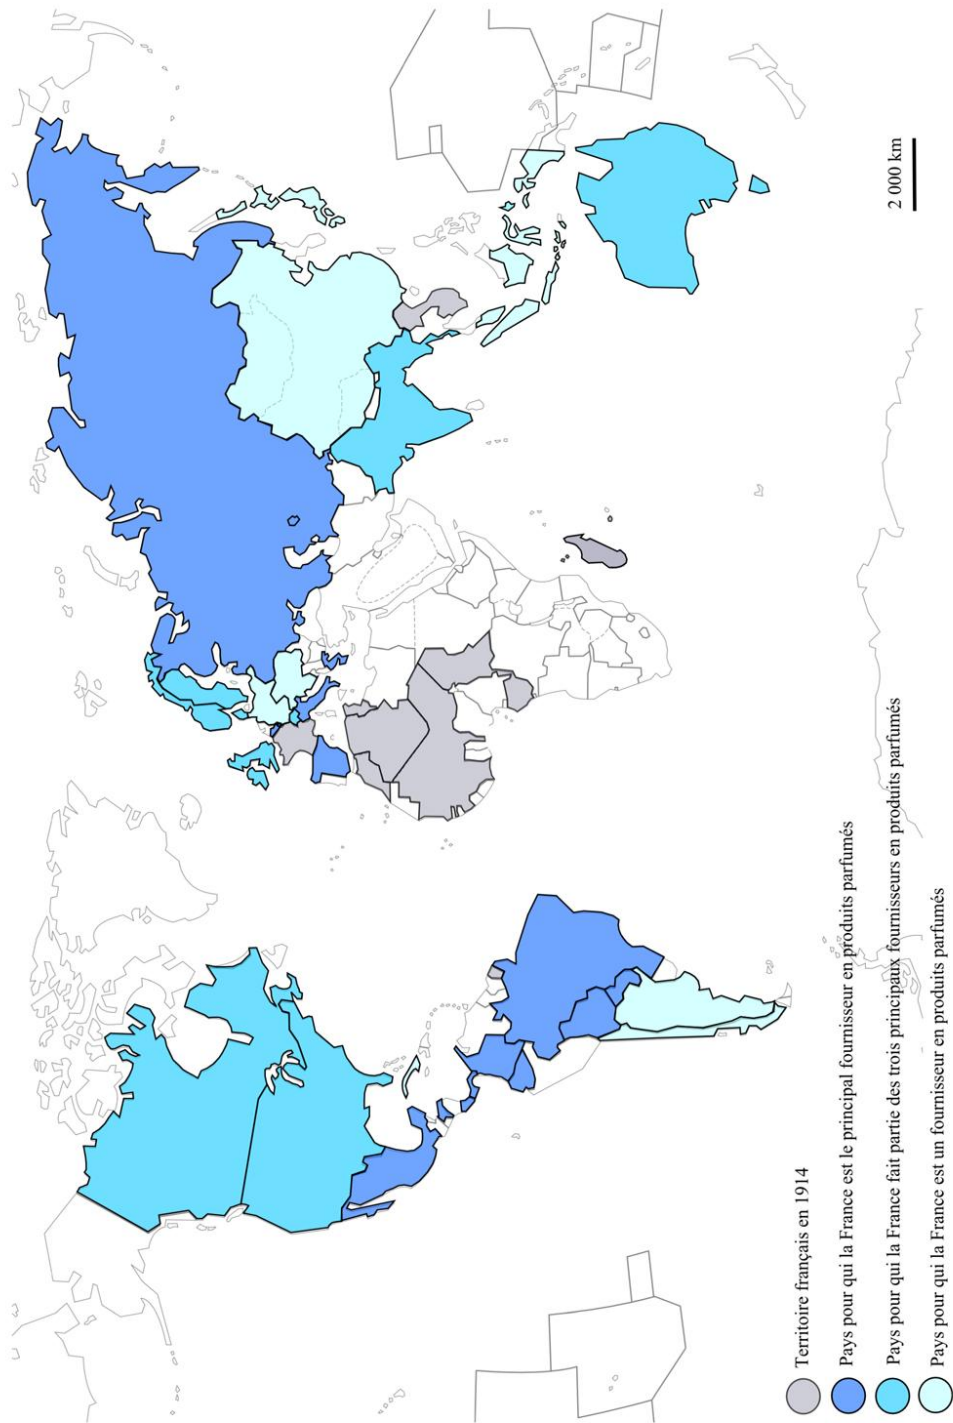 2 000 km
Territoire français en 1914
Pays pour qui la France est le principal fournisseur en produits parfumés
Pays pour qui la France fait partie des trois principaux fournisseurs en produits parfumés
Pays pour qui la France est un fournisseur en produits parfumés